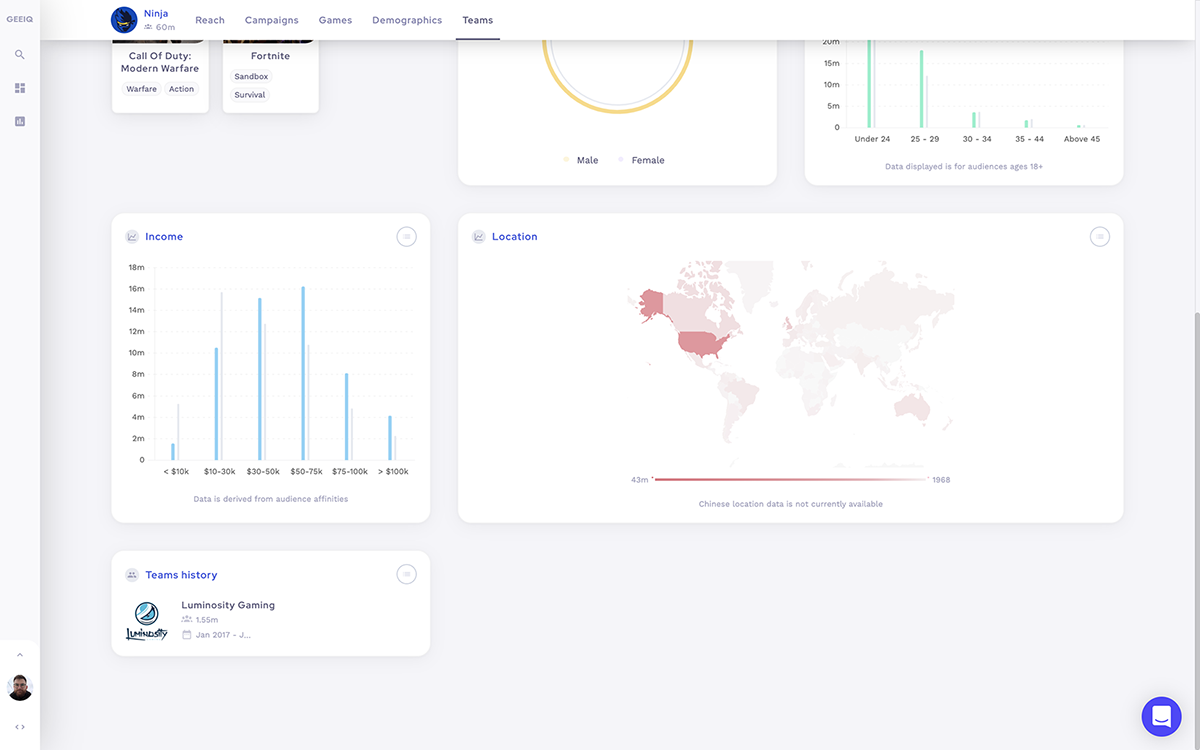 GEEIQ
Ninja
60m
Reach
Campaigns
Games
Demographics
Teams
Call Of Duty:
Modern Warfare
Warfare
Action
Fortnite
Sandbox
Survival
Male
Female
20m
15m
10m
5m
0
Under 24
25 - 29
30 - 34
35 - 44
Above 45
Data displayed is for audiences ages 18+
Income
18m
16m
14m
12m
10m
8m
6m
4m
2m
0
< $10k
$10-30k
$30-50k
$50-75k
$75-100k
> $100k
Data is derived from audience affinities
Location
43m
1968
Chinese location data is not currently available
Teams history
LUMINOSITY
Luminosity Gaming
1.55m
Jan 2017 - J...